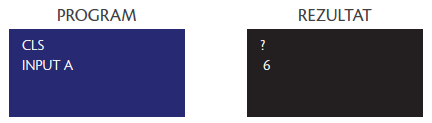 PROGRAM
CLS
INPUT A
REZULTAT
?
6